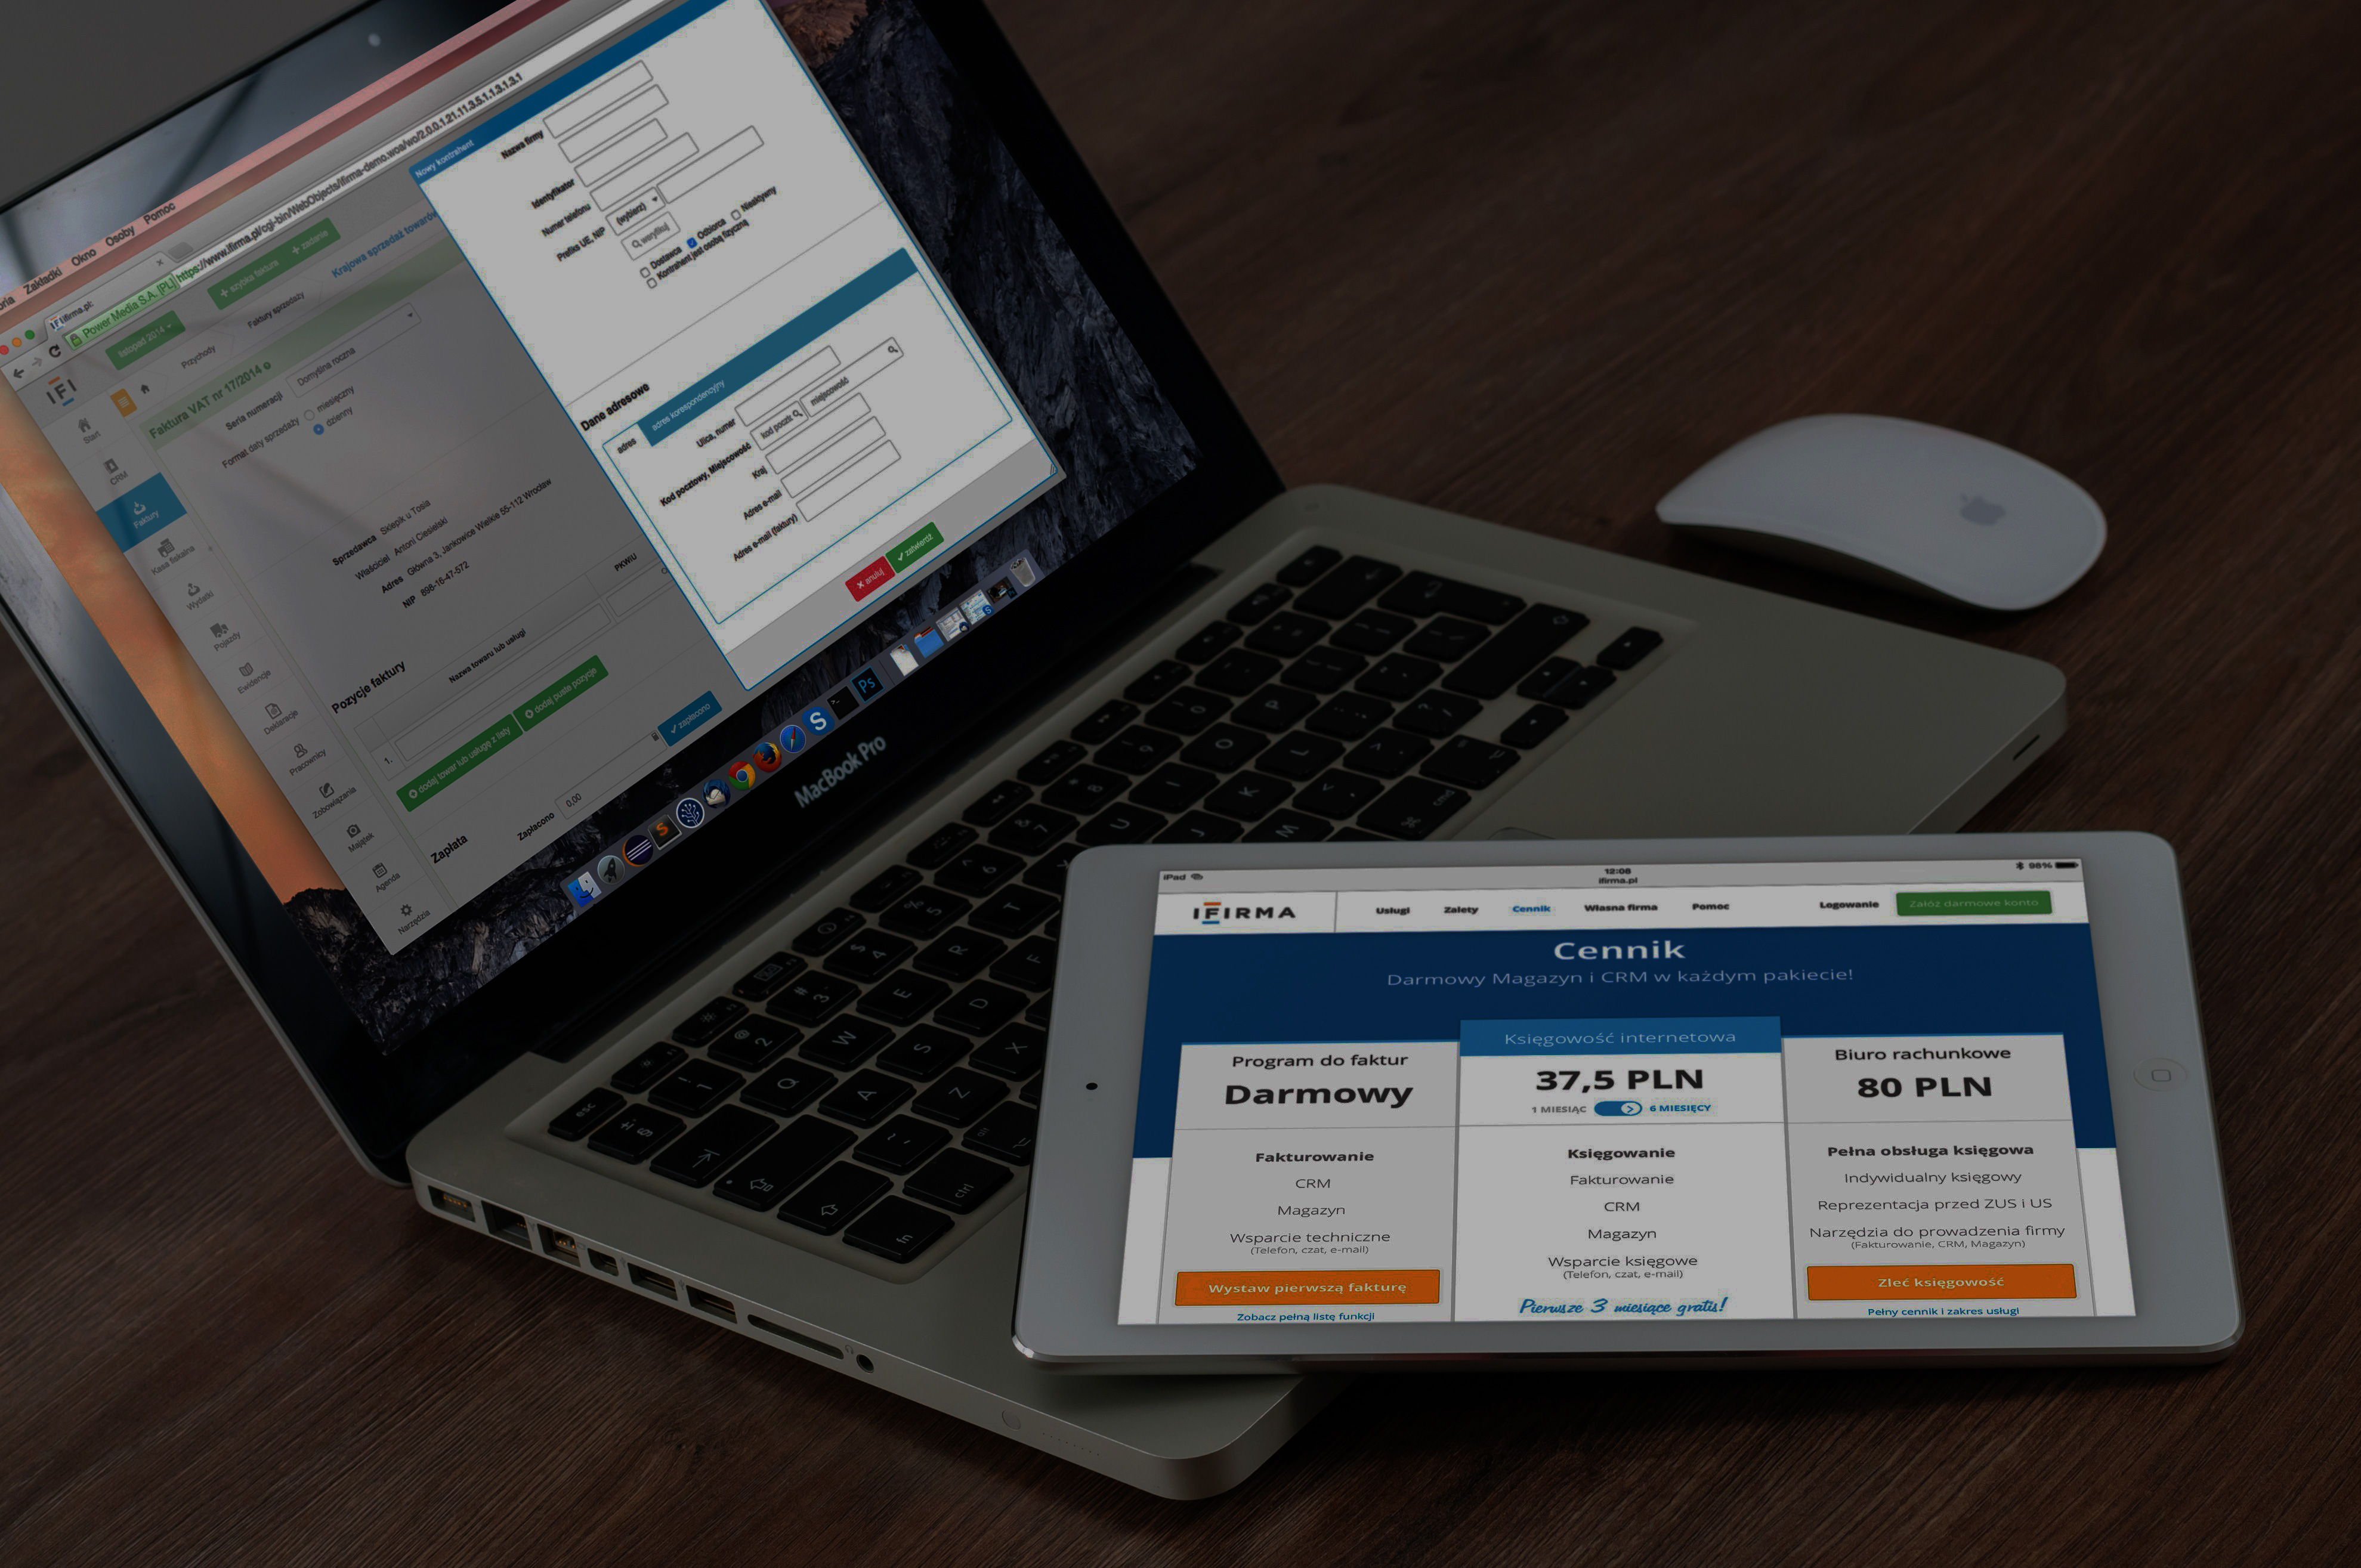 Zakładki Okno Osoby Pomoc
ifirma.pl:
Power Media S.A. [PL] https://www.ifirma.pl/cgi-bin/WebObjects/ifirma-demo.woa/wo/2.0.0.1.21.11.3.5.1.1.3.1.3.1
IFI
listopad 2014
+ szybka faktura
+ zadanie
Przychody
Faktury sprzedaży
Krajowa sprzedaż towarów
Faktura VAT nr 17/2014
Seria numeracji Domyślna roczna
Format daty sprzedaży miesięczny
dzienny
Sprzedawca Sklepik u Tosia
Właściciel Antoni Ciesielski
Adres Główna 3, Jankowice Wielkie 55-112 Wrocław
NIP 898-16-47-572
Pozycje faktury
Nazwa towaru lub usługi
PKWiU
1.
dodaj towar lub usługę z listy
dodaj pustą pozycję
Zapłata
Zapłacono 0,00
zapłacono
Start
CRM
Faktury
Kasa fiskalna
Wydatki
Pojazdy
Ewidencje
Deklaracje
Pracownicy
Zobowiązania
Majątek
Agenda
Narzędzia
Nowy kontrahent
Nazwa firmy
Identyfikator
Numer telefonu
Prefiks UE, NIP (wybierz)
weryfikuj
Dostawca Odbiorca Nieaktywny
Kontrahent jest osobą fizyczną
Dane adresowe
adres adres korespondencyjny
Ulica, numer
Kod pocztowy, Miejscowość kod poczt. miejscowość
Kraj
Adres e-mail
Adres e-mail (faktury)
anuluj
zatwierdź
Ps
MacBook Pro
iPad 12:06 98%
ifirma.pl
IFIRMA
Usługi Zalety Cennik Własna firma Pomoc Logowanie Załóż darmowe konto
Cennik
Darmowy Magazyn i CRM w każdym pakiecie!
Program do faktur
Darmowy
Fakturowanie
CRM
Magazyn
Wsparcie techniczne
(Telefon, czat, e-mail)
Wystaw pierwszą fakturę
Zobacz pełną listę funkcji
Księgowość internetowa
37,5 PLN
1 MIESIĄC 6 MIESIĘCY
Księgowanie
Fakturowanie
CRM
Magazyn
Wsparcie księgowe
(Telefon, czat, e-mail)
Pierwsze 3 miesiące gratis!
Biuro rachunkowe
80 PLN
Pełna obsługa księgowa
Indywidualny księgowy
Reprezentacja przed ZUS i US
Narzędzia do prowadzenia firmy
(Fakturowanie, CRM, Magazyn)
Zleć księgowość
Pełny cennik i zakres usługi